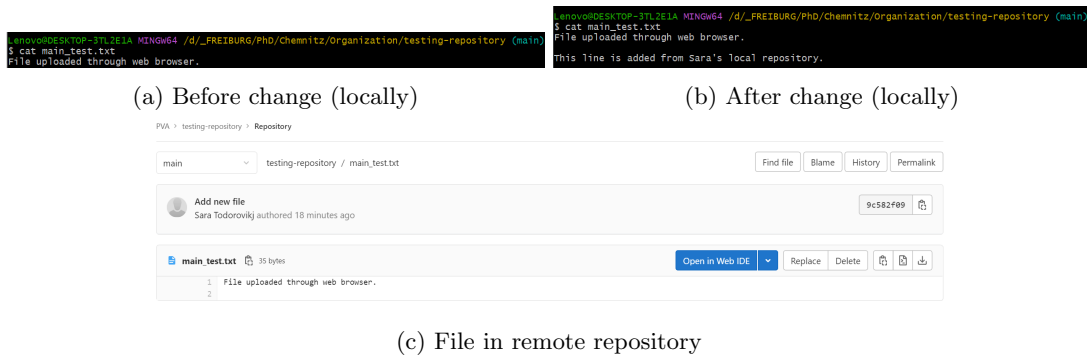 Lenovo@DESKTOP-3TL2E1A MINGW64 /d/_FREIBURG/PhD/Chemnitz/Organization/testing-repository (main)
$ cat main_test.txt
File uploaded through web browser.
(a) Before change (locally)
Lenovo@DESKTOP-3TL2E1A MINGW64 /d/_FREIBURG/PhD/Chemnitz/Organization/testing-repository (main)
$ cat main_test.txt
File uploaded through web browser.
This line is added from Sara's local repository.
(b) After change (locally)
PVA > testing-repository > Repository
main testing-repository / main_test.txt Find file Blame History Permalink
Add new file
Sara Todorovikj authored 18 minutes ago
9c582f09
main_test.txt 35 bytes Open in Web IDE Replace Delete
1 File uploaded through web browser.
2
(c) File in remote repository